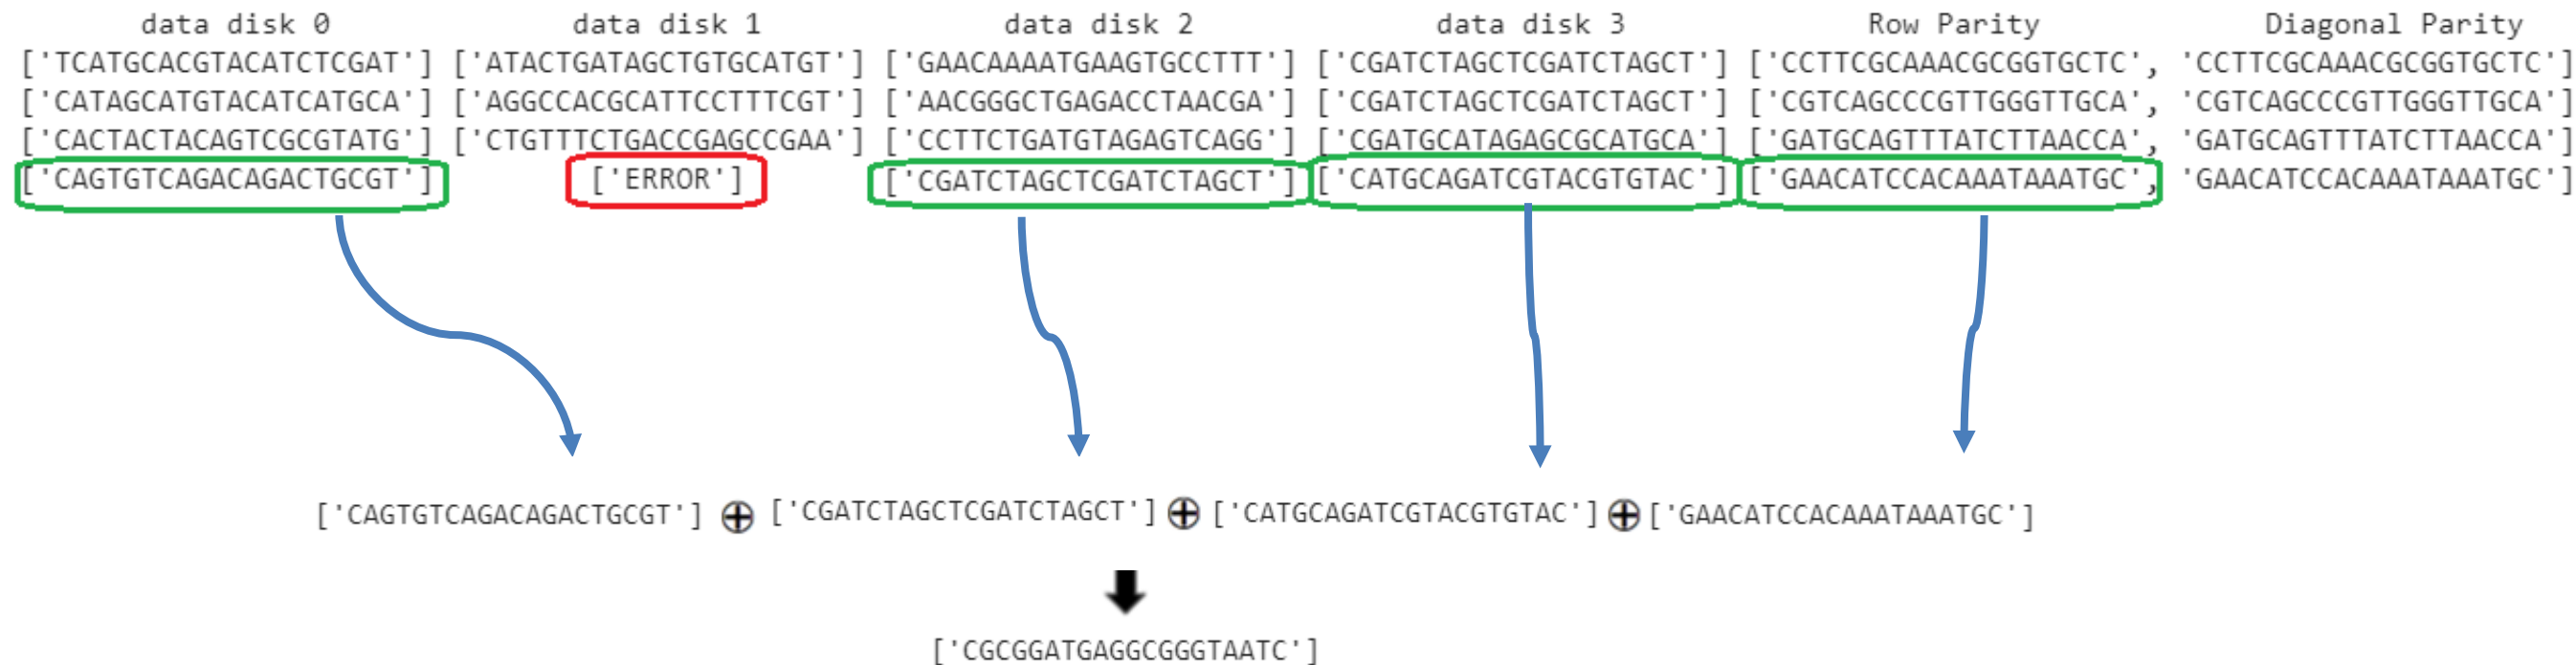 data disk 0 data disk 1 data disk 2 data disk 3 Row Parity Diagonal Parity
['TCATGCACGTACATCTCGAT'] ['ATACTGATAGCTGTGCATGT'] ['GAACAAAATGAAGTGCCTTT'] ['CGATCTAGCTCGATCTAGCT'] ['CCTTCGCAAACGCGGTGCTC', 'CCTTCGCAAACGCGGTGCTC']
['CATAGCATGTACATCATGCA'] ['AGGCCACGCATTCCTTTCGT'] ['AACGGGCTGAGACCTAACGA'] ['CGATCTAGCTCGATCTAGCT'] ['CGTCAGCCCGTTGGGTTGCA', 'CGTCAGCCCGTTGGGTTGCA']
['CACTACTACAGTCGCGTATG'] ['CTGTTTCTGACCGAGCCGAA'] ['CCTTCTGATGTAGAGTCAGG'] ['CGATGCATAGAGCGCATGCA'] ['GATGCAGTTTATCTTAACCA', 'GATGCAGTTTATCTTAACCA']
['CAGTGTCAGACAGACTGCGT'] ['ERROR'] ['CGATCTAGCTCGATCTAGCT'] ['CATGCAGATCGTACGTGTAC'] ['GAACATCCACAAATAAATGC', 'GAACATCCACAAATAAATGC']
['CAGTGTCAGACAGACTGCGT'] ⊕ ['CGATCTAGCTCGATCTAGCT'] ⊕ ['CATGCAGATCGTACGTGTAC'] ⊕ ['GAACATCCACAAATAAATGC']
['CGCGGATGAGGCGGGTAATC']